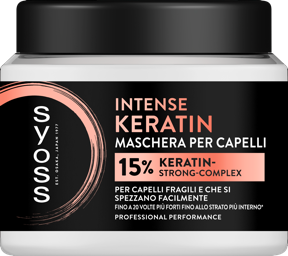 syoss
EST. OSAKA, JAPAN 1977
INTENSE
KERATIN
MASCHERA PER CAPELLI
15% KERATIN-
STRONG-COMPLEX
PER CAPELLI FRAGILI E CHE SI
SPEZZANO FACILMENTE
FINO A 20 VOLTE PIÙ FORTI FINO ALLO STRATO PIÙ INTERNO*
PROFESSIONAL PERFORMANCE